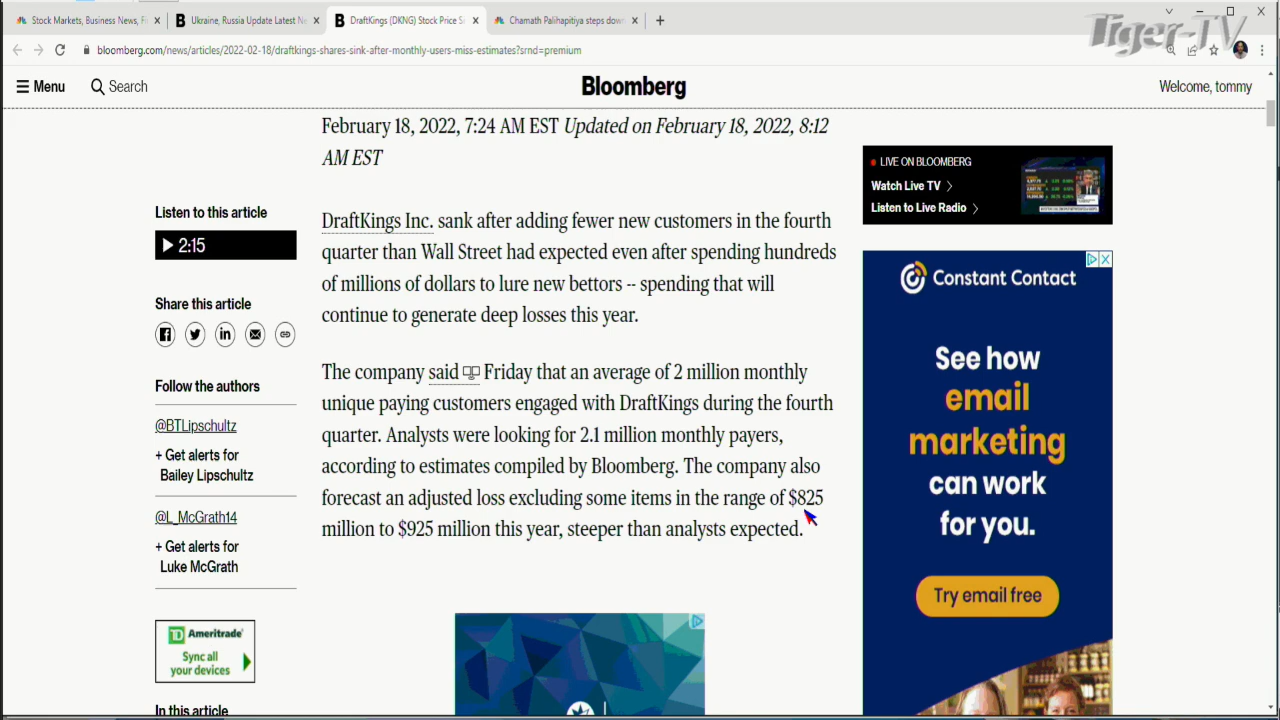 Stock Markets, Business News, Fi
Ukraine, Russia Update Latest Ne
DraftKings (DKNG) Stock Price Se
Chamath Palihapitiya steps down
Tiger-TV
bloomberg.com/news/articles/2022-02-18/draftkings-shares-sink-after-monthly-users-miss-estimates?srnd=premium
Menu
Search
Bloomberg
Welcome, tommy
February 18, 2022, 7:24 AM EST Updated on February 18, 2022, 8:12
AM EST
Listen to this article
2:15
Share this article
Follow the authors
@BTLipschultz
+ Get alerts for
Bailey Lipschultz
@L_McGrath14
+ Get alerts for
Luke McGrath
TD Ameritrade
Sync all
your devices
In this article
DraftKings Inc. sank after adding fewer new customers in the fourth
quarter than Wall Street had expected even after spending hundreds
of millions of dollars to lure new bettors -- spending that will
continue to generate deep losses this year.
The company said Friday that an average of 2 million monthly
unique paying customers engaged with DraftKings during the fourth
quarter. Analysts were looking for 2.1 million monthly payers,
according to estimates compiled by Bloomberg. The company also
forecast an adjusted loss excluding some items in the range of $825
million to $925 million this year, steeper than analysts expected.
LIVE ON BLOOMBERG
Watch Live TV
Listen to Live Radio
Constant Contact
See how
email
marketing
can work
for you.
Try email free